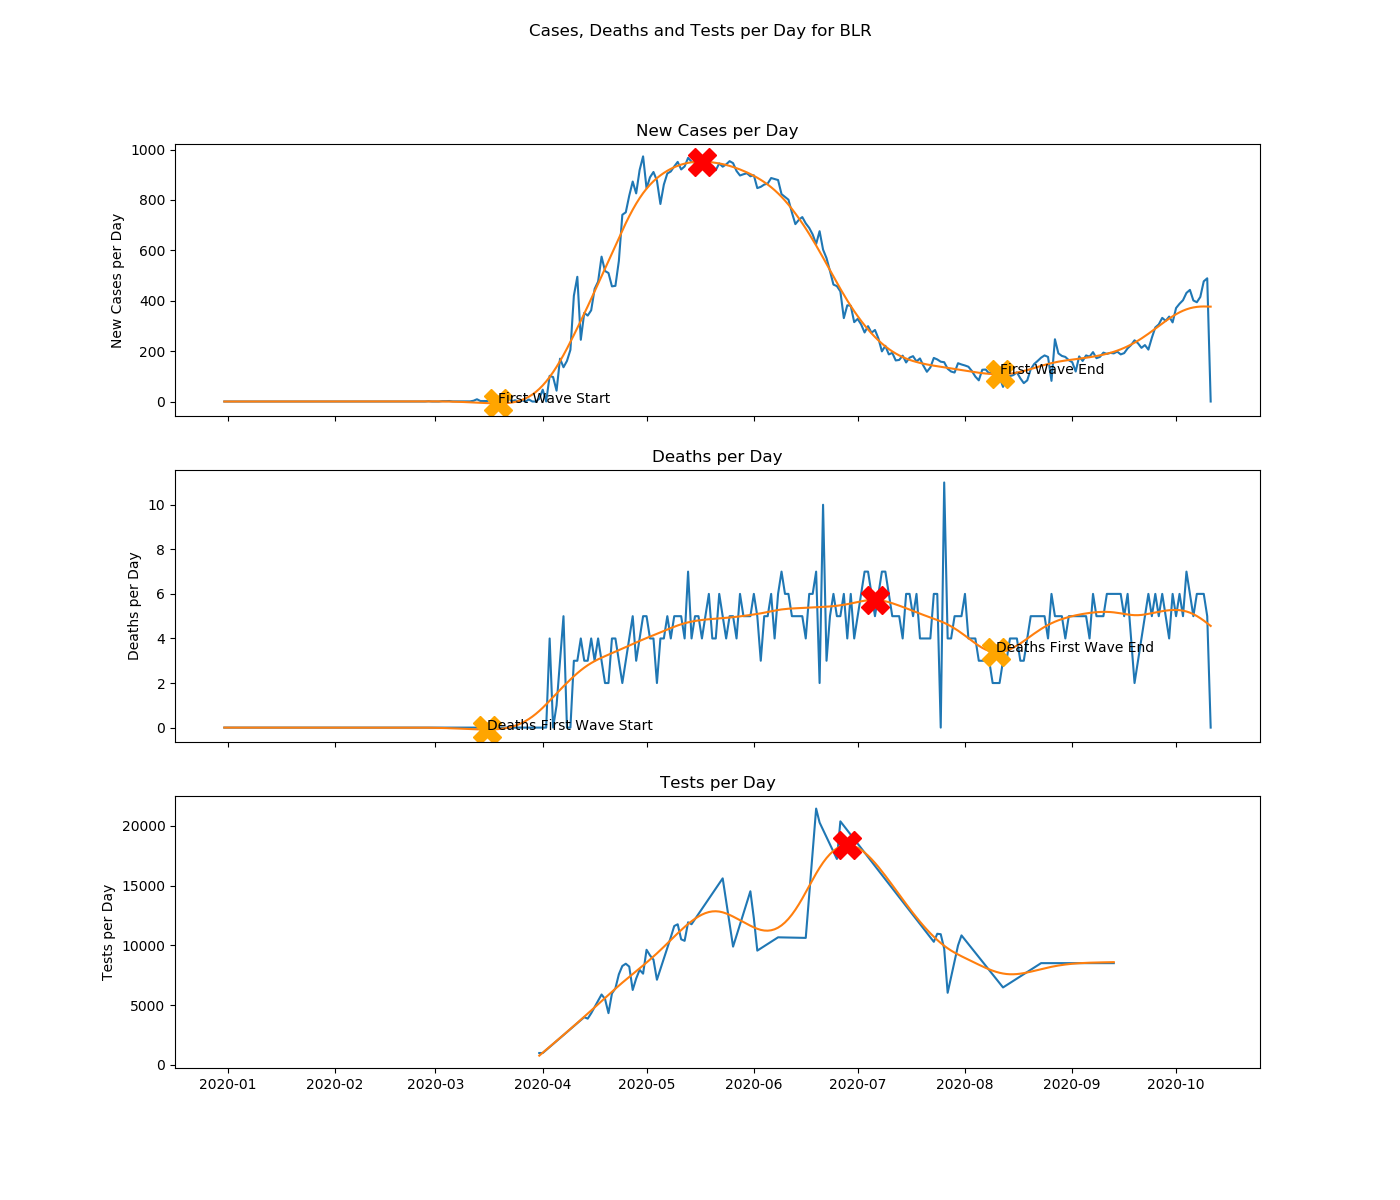 Cases, Deaths and Tests per Day for BLR
New Cases per Day
New Cases per Day
1000
800
600
400
200
0
First Wave Start
First Wave End
Deaths per Day
Deaths per Day
10
8
6
4
2
0
Deaths First Wave Start
Deaths First Wave End
Tests per Day
Tests per Day
20000
15000
10000
5000
0
2020-01 2020-02 2020-03 2020-04 2020-05 2020-06 2020-07 2020-08 2020-09 2020-10